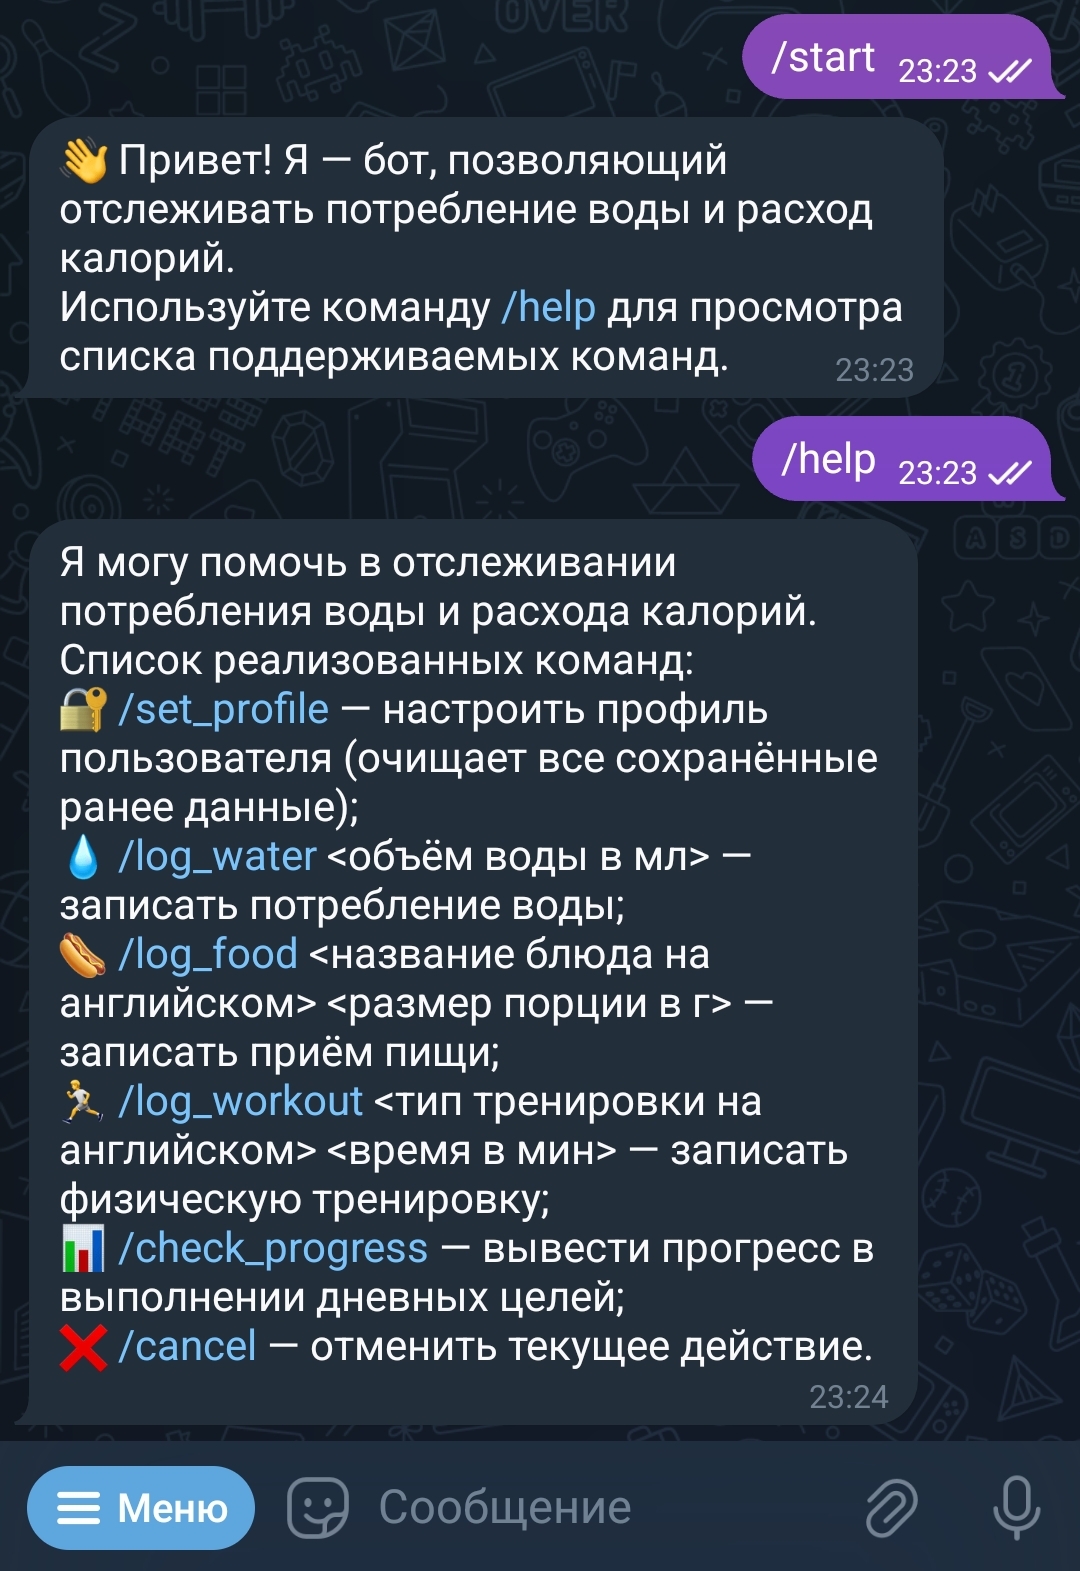 /start 23:23
👋 Привет! Я — бот, позволяющий
отслеживать потребление воды и расход
калорий.
Используйте команду /help для просмотра
списка поддерживаемых команд. 23:23
/help 23:23
Я могу помочь в отслеживании
потребления воды и расхода калорий.
Список реализованных команд:
🔐 /set_profile — настроить профиль
пользователя (очищает все сохранённые
ранее данные);
💧 /log_water <объём воды в мл> —
записать потребление воды;
🌭 /log_food <название блюда на
английском> <размер порции в г> —
записать приём пищи;
🏃 /log_workout <тип тренировки на
английском> <время в мин> — записать
физическую тренировку;
📊 /check_progress — вывести прогресс в
выполнении дневных целей;
❌ /cancel — отменить текущее действие.
23:24
Меню Сообщение